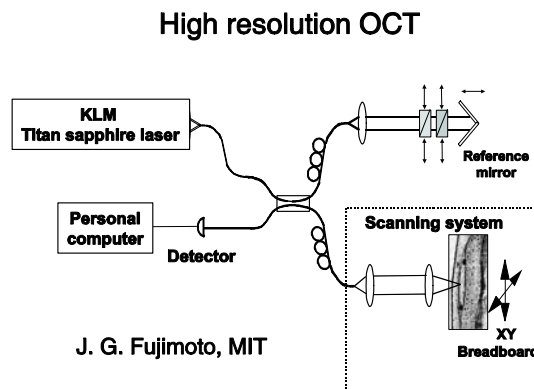 High resolution OCT
KLM
Titan sapphire laser
Reference
mirror
Personal
computer
Detector
Scanning system
XY
Breadboard
J. G. Fujimoto, MIT